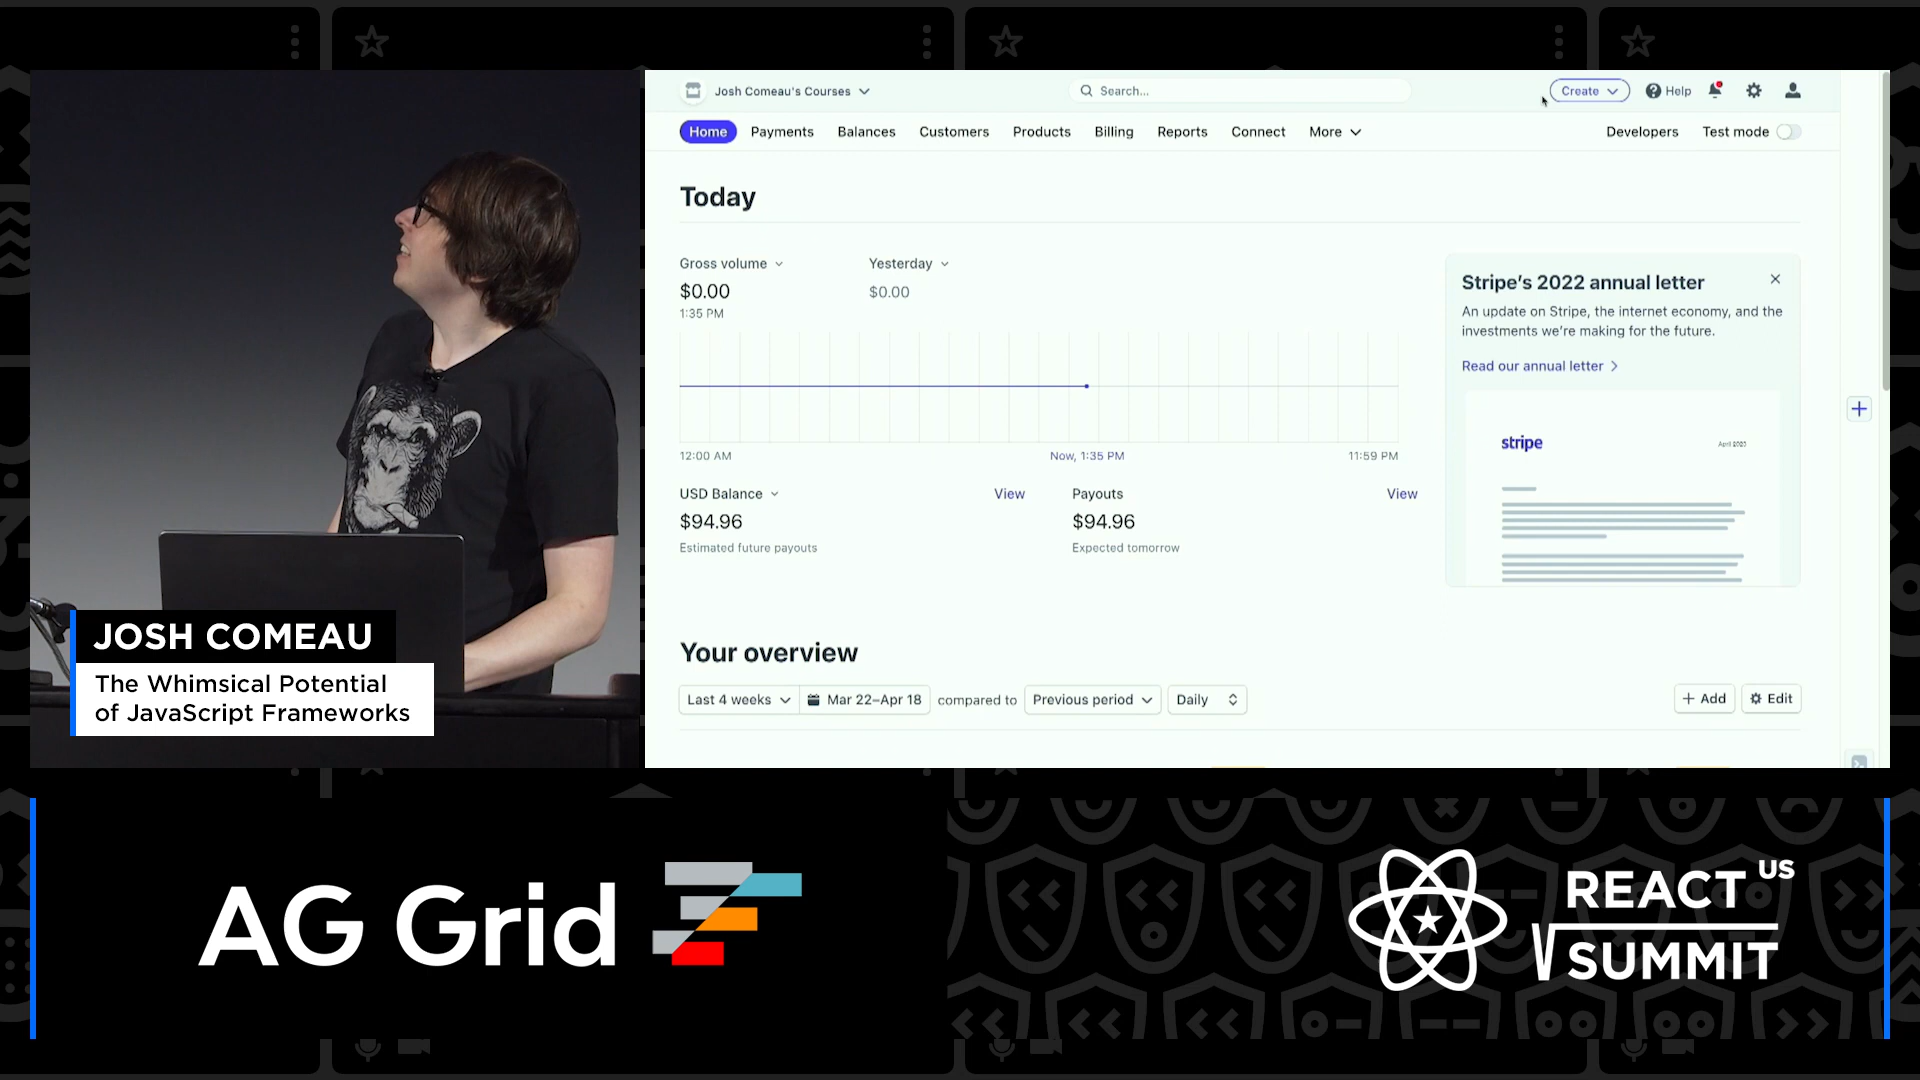 Josh Comeau's Courses
Search...
Create
Help
Home
Payments
Balances
Customers
Products
Billing
Reports
Connect
More
Developers
Test mode
Today
Gross volume
$0.00
1:35 PM
Yesterday
$0.00
12:00 AM
Now, 1:35 PM
11:59 PM
USD Balance
View
$94.96
Estimated future payouts
Payouts
View
$94.96
Expected tomorrow
Stripe's 2022 annual letter
An update on Stripe, the internet economy, and the
investments we're making for the future.
Read our annual letter
stripe
April 2023
Your overview
Last 4 weeks
Mar 22–Apr 18
compared to
Previous period
Daily
Add
Edit
JOSH COMEAU
The Whimsical Potential
of JavaScript Frameworks
AG Grid
REACT US
SUMMIT